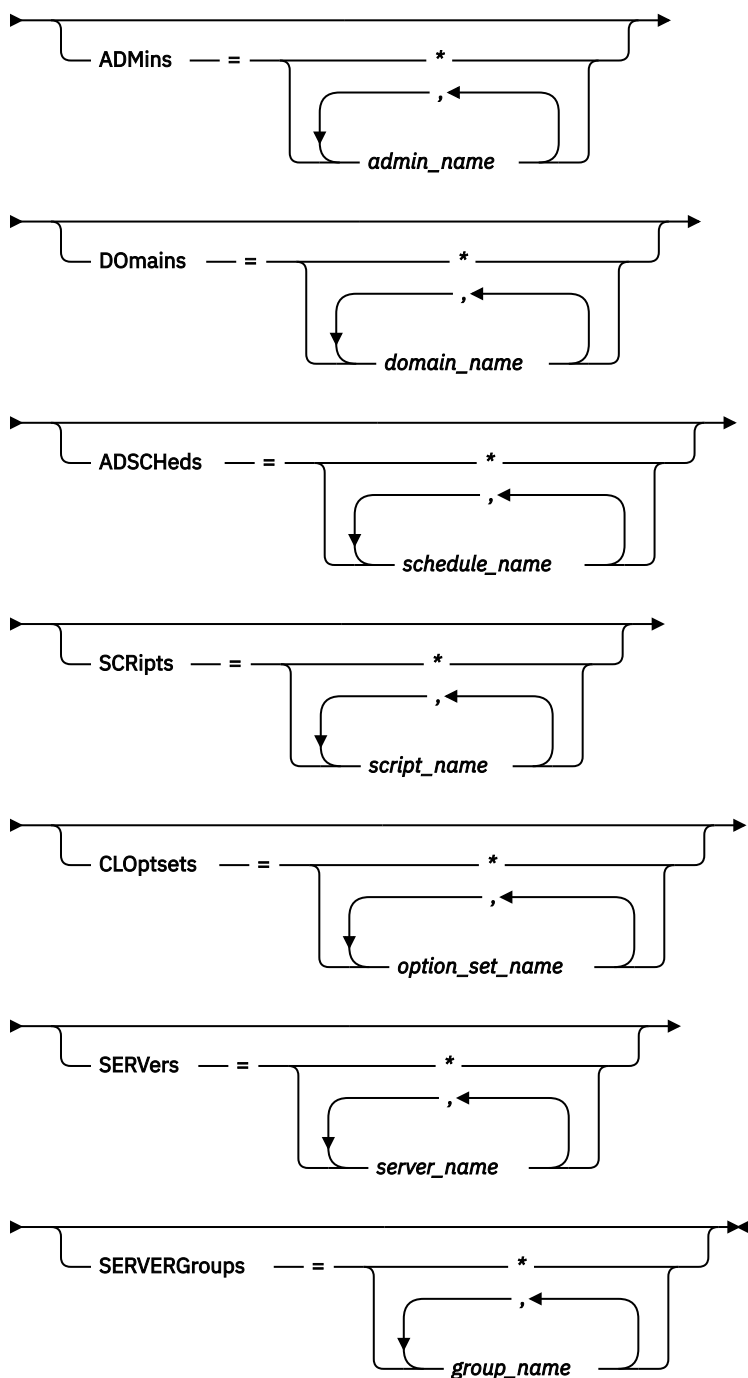 ADMins = *
,
admin_name
DOmains = *
,
domain_name
ADSCHeds = *
,
schedule_name
SCRipts = *
,
script_name
CLOptsets = *
,
option_set_name
SERVers = *
,
server_name
SERVERGroups = *
,
group_name